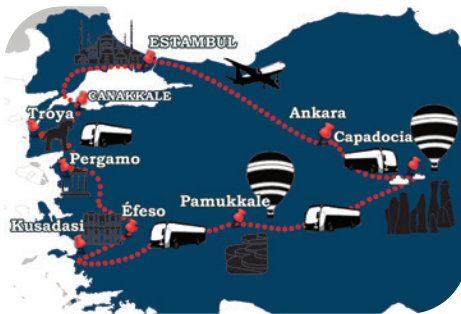 ESTAMBUL
CANAKKALE
Troya
Ankara
Capadocia
Pergamo
Pamukkale
Éfeso
Kusadasi